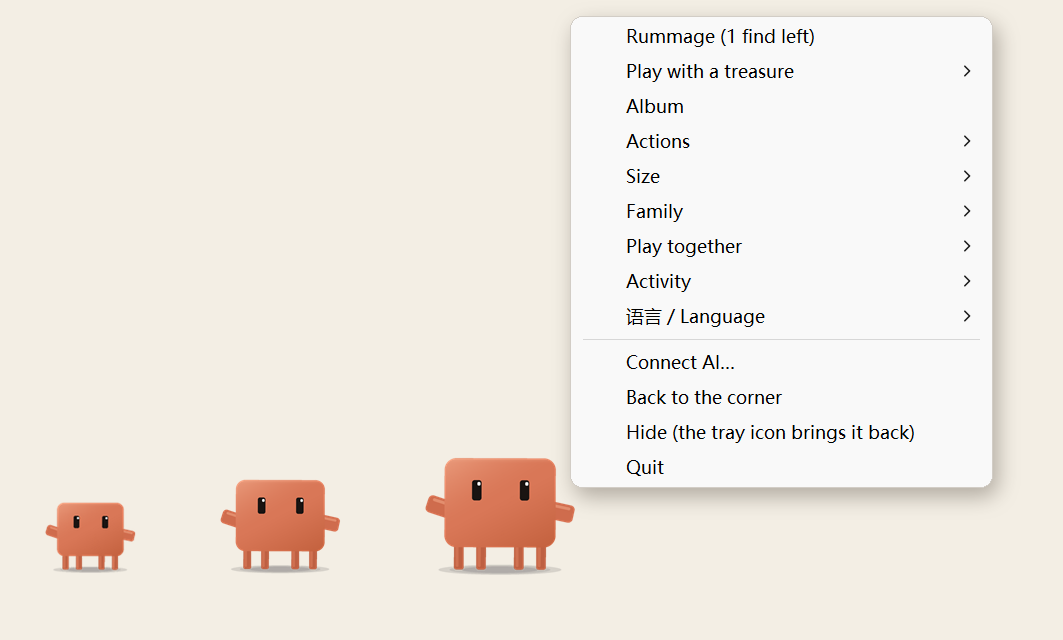 Rummage (1 find left)
Play with a treasure
Album
Actions
Size
Family
Play together
Activity
语言 / Language
Connect AI...
Back to the corner
Hide (the tray icon brings it back)
Quit